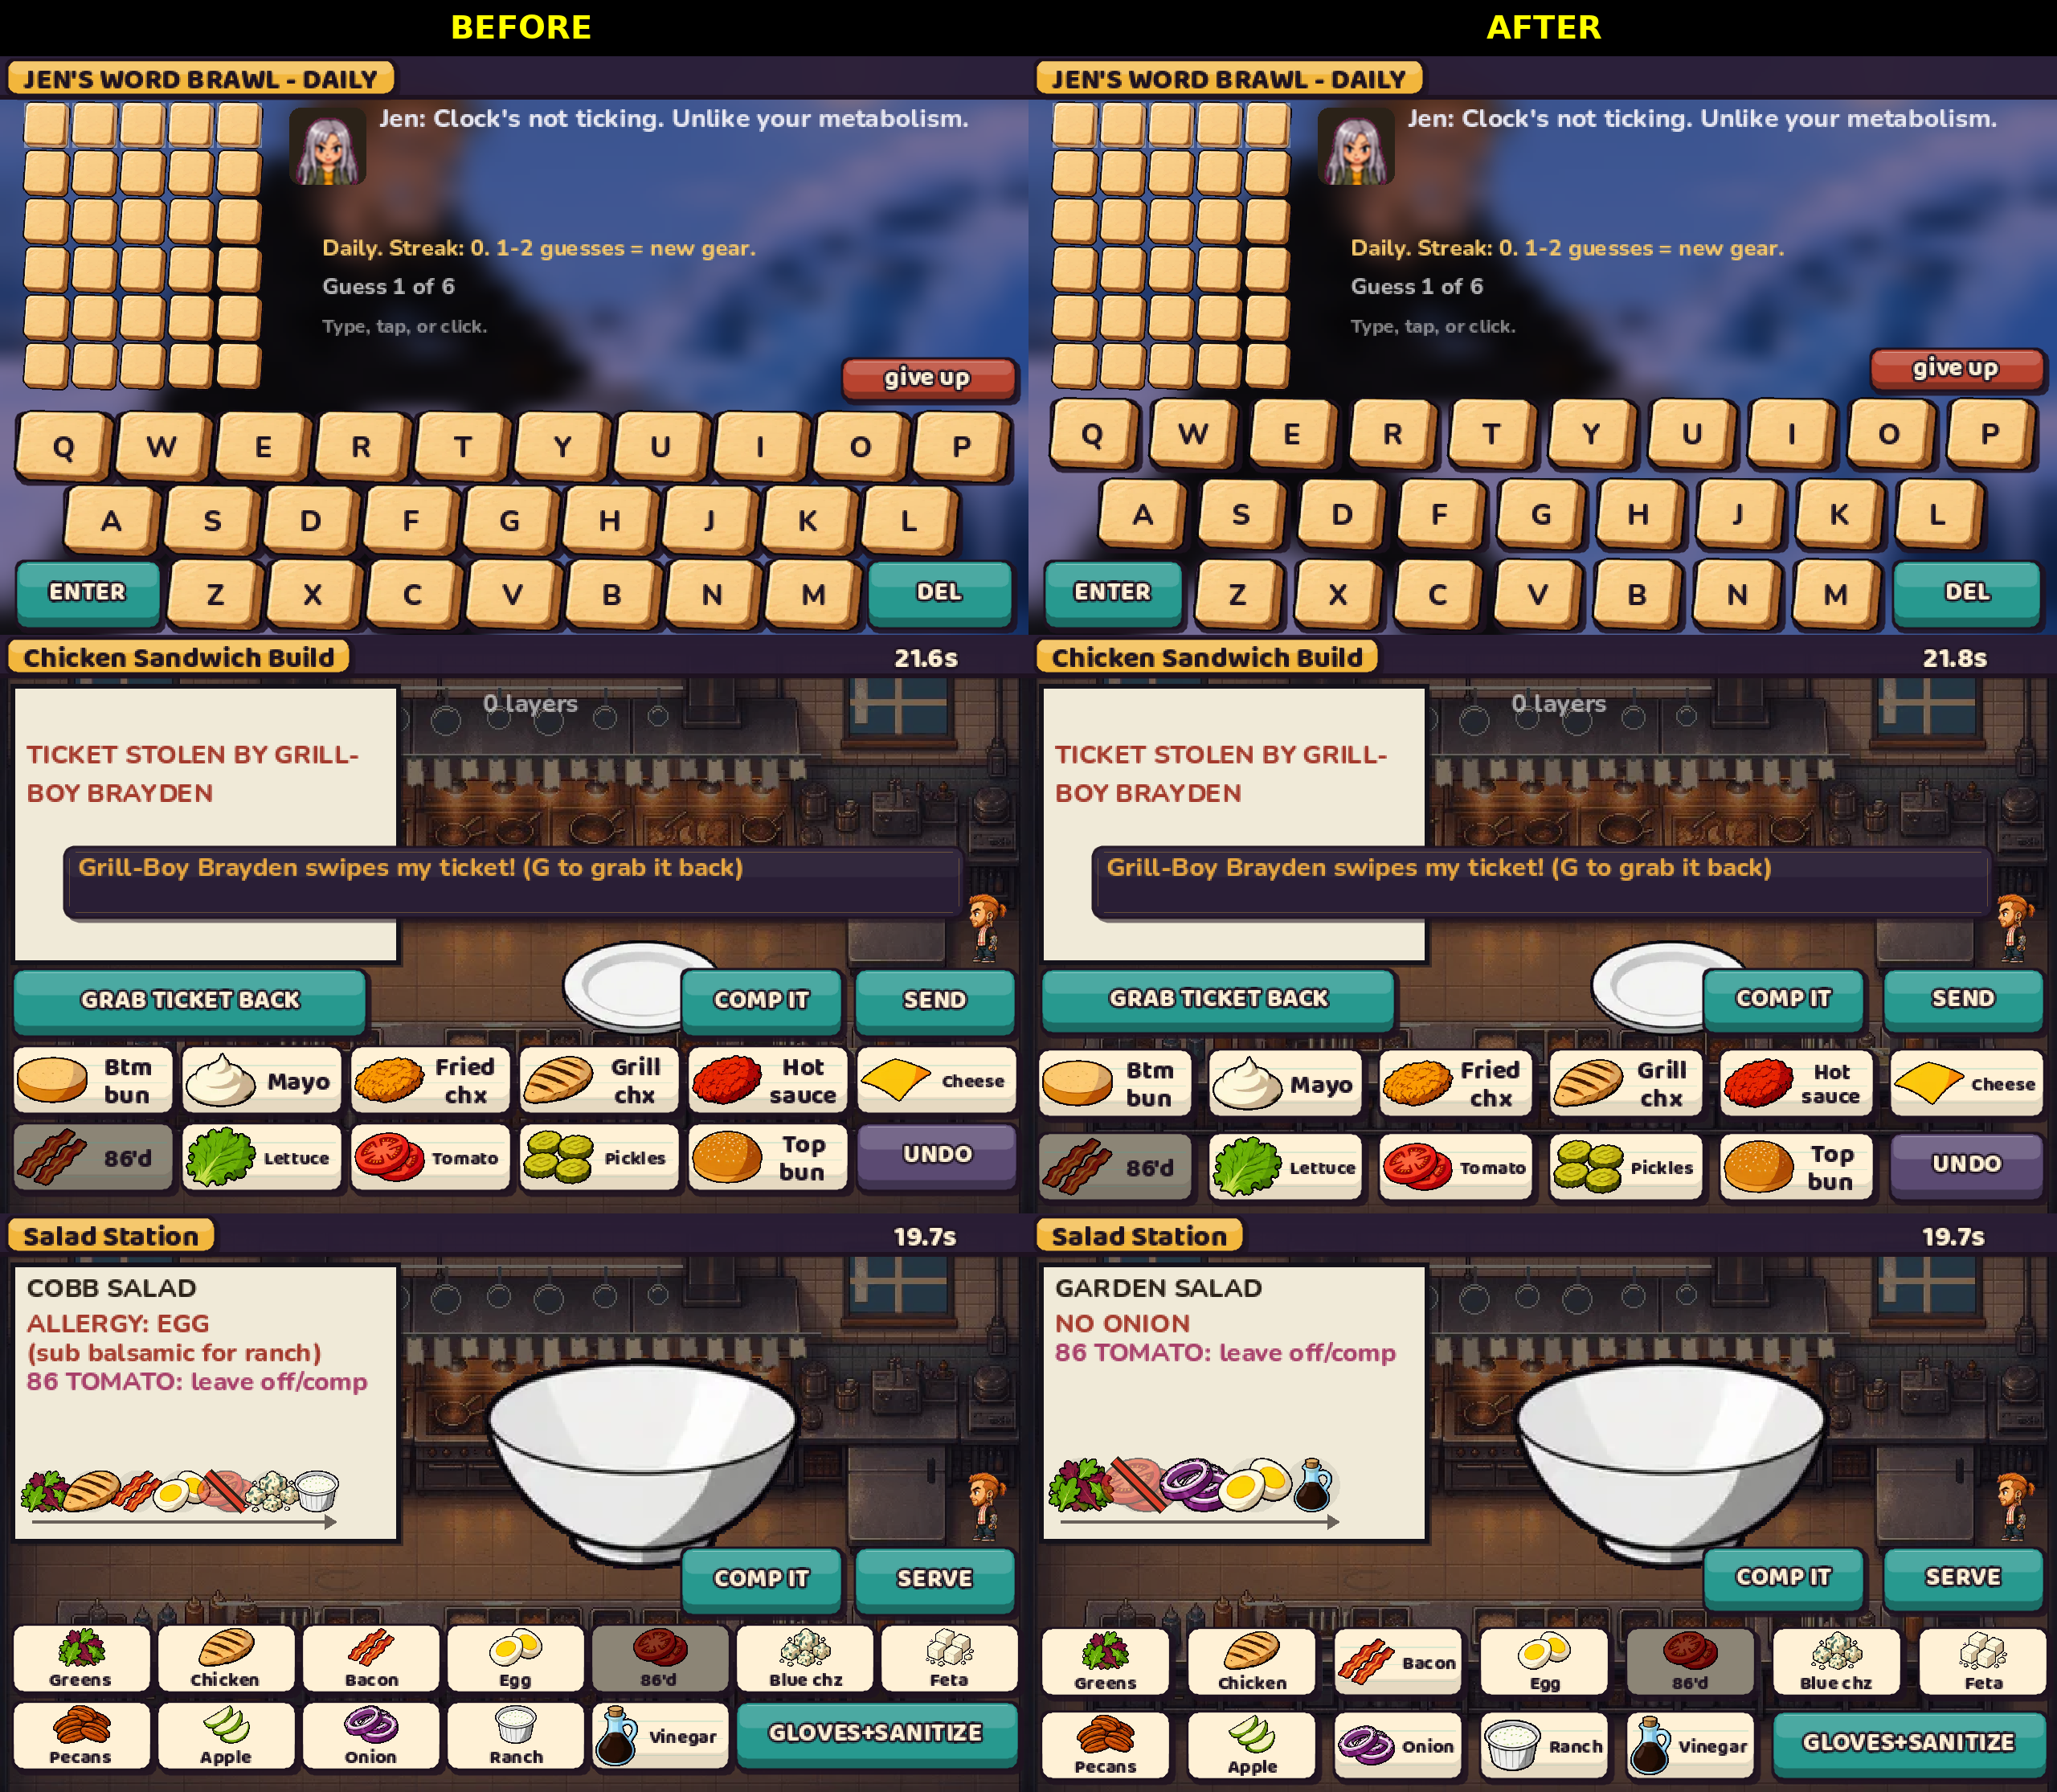 BEFORE
AFTER
JEN'S WORD BRAWL - DAILY
Jen: Clock's not ticking. Unlike your metabolism.
Daily. Streak: 0. 1-2 guesses = new gear.
Guess 1 of 6
Type, tap, or click.
give up
Q W E R T Y U I O P
A S D F G H J K L
ENTER Z X C V B N M DEL
JEN'S WORD BRAWL - DAILY
Jen: Clock's not ticking. Unlike your metabolism.
Daily. Streak: 0. 1-2 guesses = new gear.
Guess 1 of 6
Type, tap, or click.
give up
Q W E R T Y U I O P
A S D F G H J K L
ENTER Z X C V B N M DEL
Chicken Sandwich Build
21.6s
0 layers
TICKET STOLEN BY GRILL-
BOY BRAYDEN
Grill-Boy Brayden swipes my ticket! (G to grab it back)
GRAB TICKET BACK
COMP IT
SEND
Btm
bun
Mayo
Fried
chx
Grill
chx
Hot
sauce
Cheese
86'd
Lettuce
Tomato
Pickles
Top
bun
UNDO
Chicken Sandwich Build
21.8s
0 layers
TICKET STOLEN BY GRILL-
BOY BRAYDEN
Grill-Boy Brayden swipes my ticket! (G to grab it back)
GRAB TICKET BACK
COMP IT
SEND
Btm
bun
Mayo
Fried
chx
Grill
chx
Hot
sauce
Cheese
86'd
Lettuce
Tomato
Pickles
Top
bun
UNDO
Salad Station
19.7s
COBB SALAD
ALLERGY: EGG
(sub balsamic for ranch)
86 TOMATO: leave off/comp
COMP IT
SERVE
Greens
Chicken
Bacon
Egg
86'd
Blue chz
Feta
Pecans
Apple
Onion
Ranch
Vinegar
GLOVES+SANITIZE
Salad Station
19.7s
GARDEN SALAD
NO ONION
86 TOMATO: leave off/comp
COMP IT
SERVE
Greens
Chicken
Bacon
Egg
86'd
Blue chz
Feta
Pecans
Apple
Onion
Ranch
Vinegar
GLOVES+SANITIZE